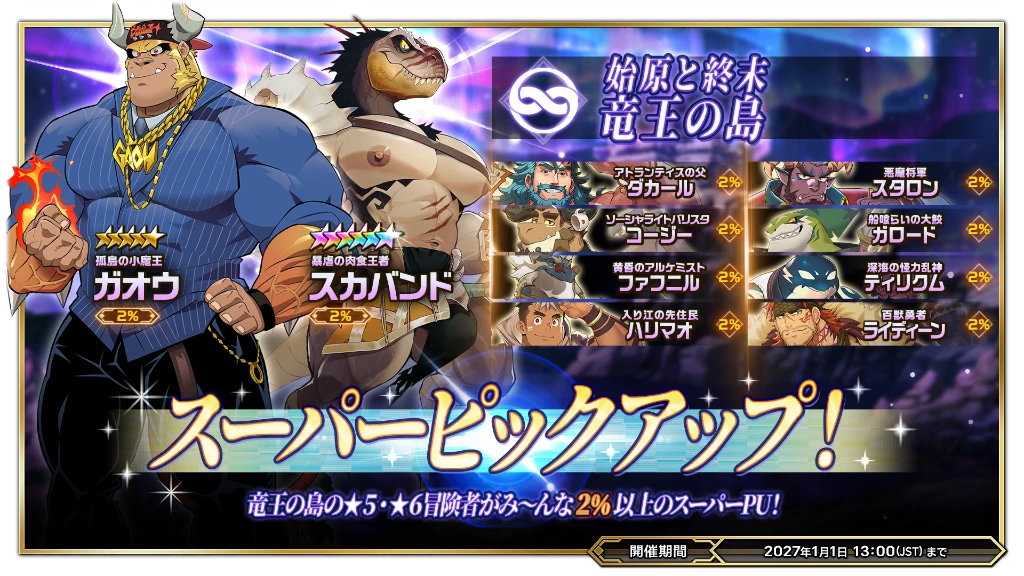 始原と終末
竜王の島
GAOW
孤島の小魔王
ガオウ
2%
暴虐の肉食王者
スカバンド
2%
アトランティスの父
ダカール
2%
ソーシャライトバリスタ
コージー
2%
黄昏のアルケミスト
ファフニル
2%
入り江の先住民
ハリマオ
2%
悪魔将軍
スタロン
2%
船喰らいの大鮫
ガロード
2%
深海の怪力乱神
ティリクム
2%
百獣勇者
ライディーン
2%
スーパーピックアップ!
竜王の島の★5・★6冒険者がみ〜んな2%以上のスーパーPU!
開催期間 2027年1月1日 13:00(JST) まで